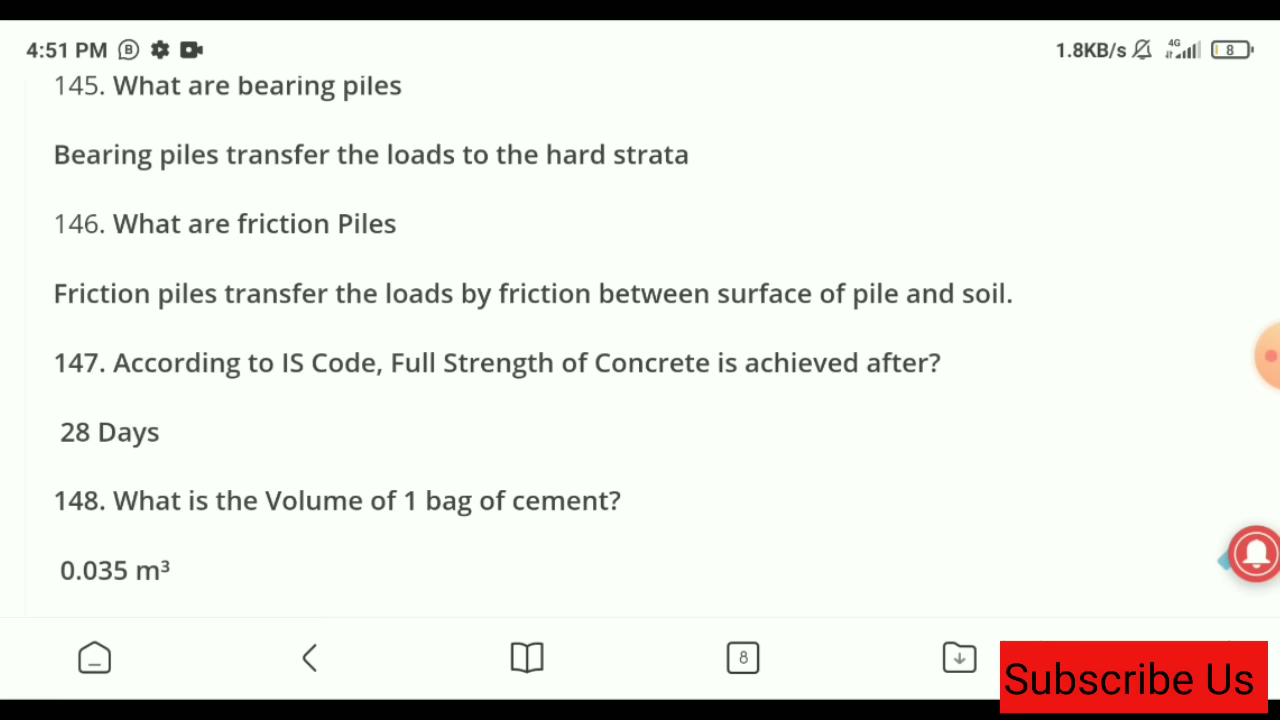 4:51 PM
1.8KB/s 4G 8
145. What are bearing piles
Bearing piles transfer the loads to the hard strata
146. What are friction Piles
Friction piles transfer the loads by friction between surface of pile and soil.
147. According to IS Code, Full Strength of Concrete is achieved after?
28 Days
148. What is the Volume of 1 bag of cement?
0.035 m³
8
Subscribe Us